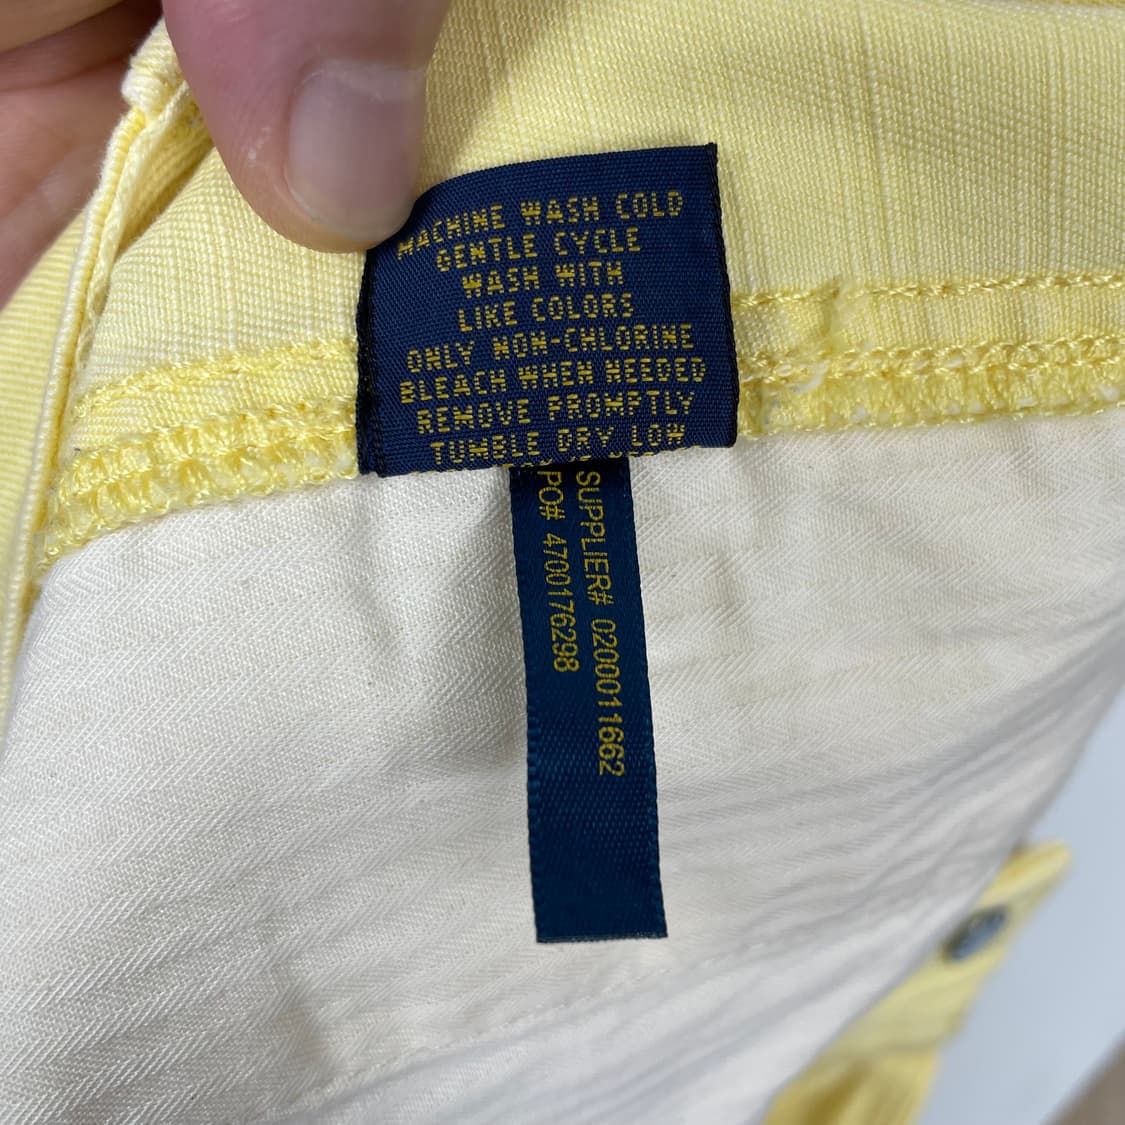 MACHINE WASH COLD
GENTLE CYCLE
WASH WITH
LIKE COLORS
ONLY NON-CHLORINE
BLEACH WHEN NEEDED
REMOVE PROMPTLY
TUMBLE DRY LOW
SUPPLIER# 0200011662
PO# 4700176298